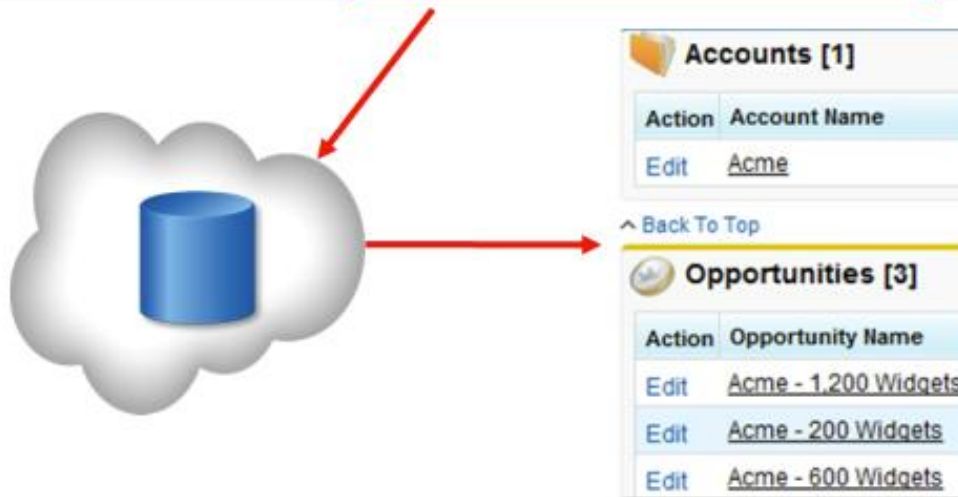 Accounts [1]
Action Account Name
Edit Acme
Back To Top
Opportunities [3]
Action Opportunity Name
Edit Acme - 1,200 Widgets
Edit Acme - 200 Widgets
Edit Acme - 600 Widgets